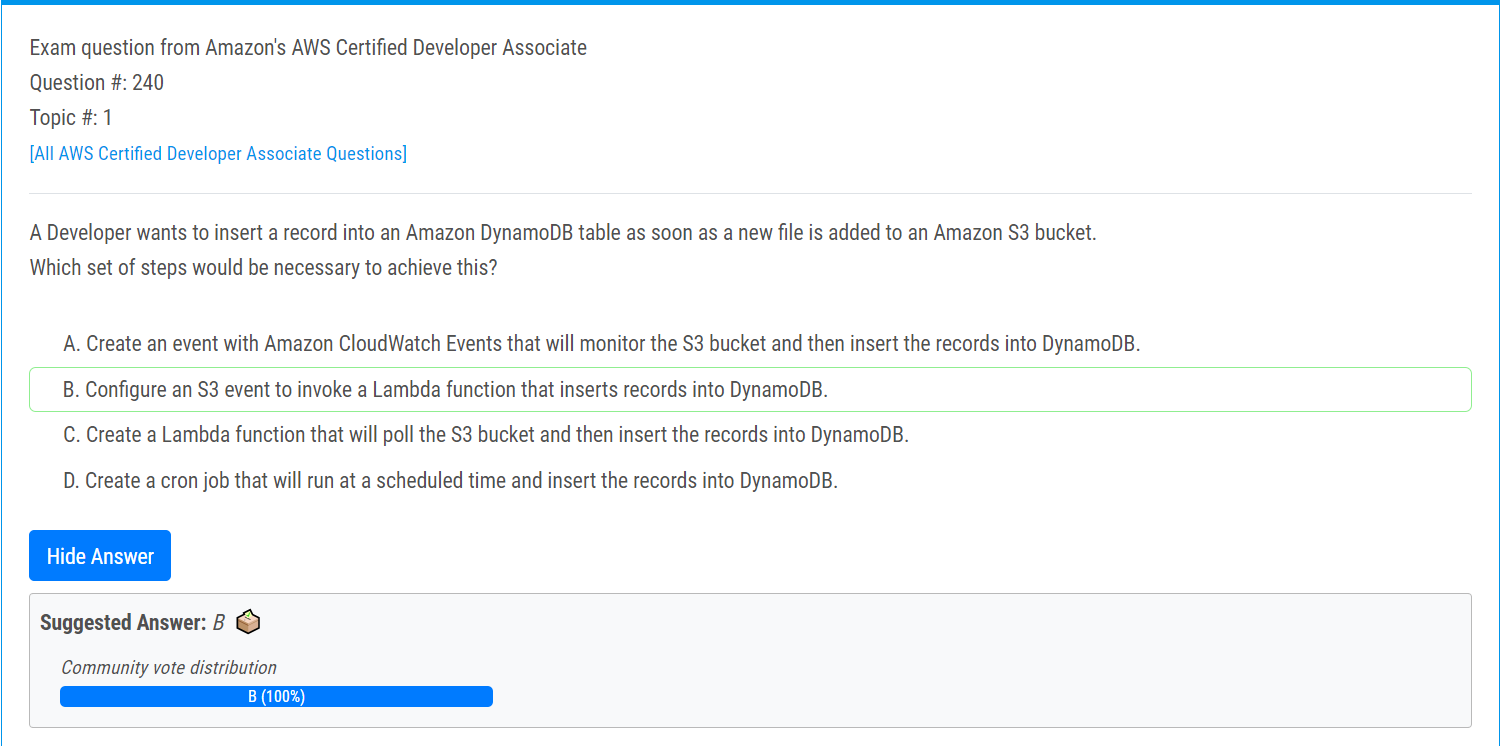 Exam question from Amazon's AWS Certified Developer Associate
Question #: 240
Topic #: 1
[All AWS Certified Developer Associate Questions]
A Developer wants to insert a record into an Amazon DynamoDB table as soon as a new file is added to an Amazon S3 bucket.
Which set of steps would be necessary to achieve this?
A. Create an event with Amazon CloudWatch Events that will monitor the S3 bucket and then insert the records into DynamoDB.
B. Configure an S3 event to invoke a Lambda function that inserts records into DynamoDB.
C. Create a Lambda function that will poll the S3 bucket and then insert the records into DynamoDB.
D. Create a cron job that will run at a scheduled time and insert the records into DynamoDB.
Hide Answer
Suggested Answer: B
Community vote distribution
B (100%)